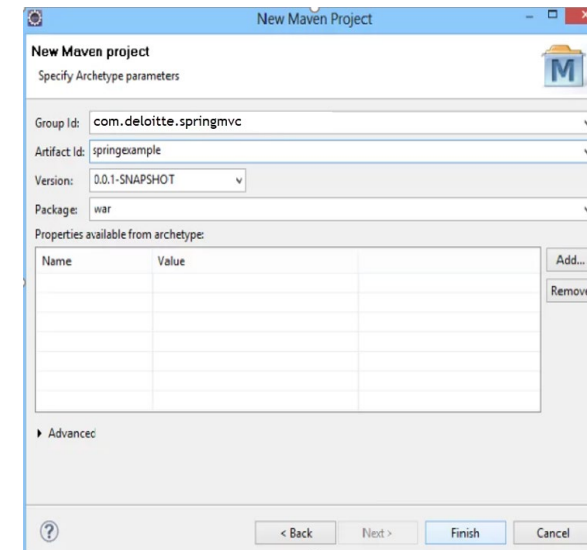 New Maven Project
New Maven project
Specify Archetype parameters
M
Group Id: com.deloitte.springmvc
Artifact Id: springexample
Version: 0.0.1-SNAPSHOT
Package: war
Properties available from archetype:
Name Value
Add...
Remove
Advanced
? < Back Next > Finish Cancel